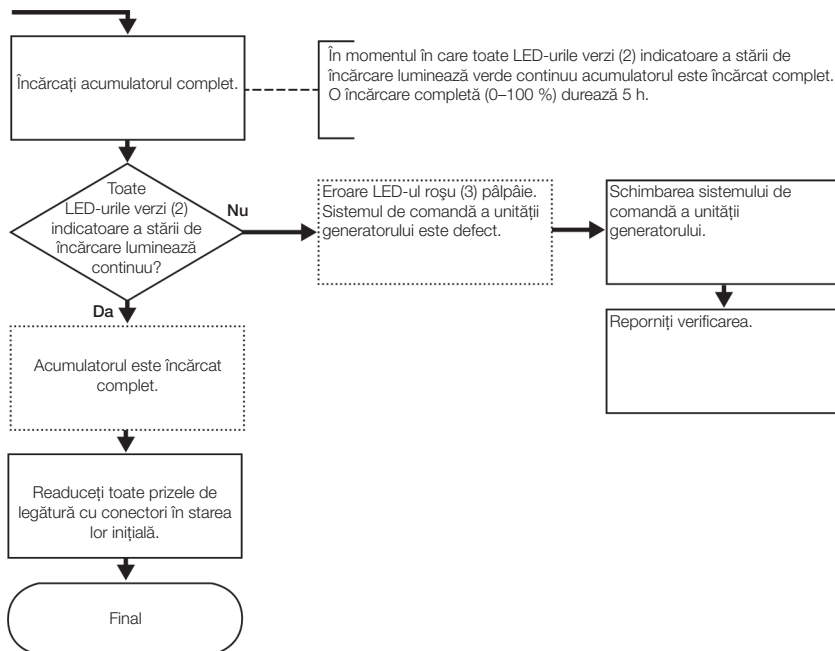 Încărcați acumulatorul complet.
În momentul în care toate LED-urile verzi (2) indicatoare a stării de
încărcare luminează verde continuu acumulatorul este încărcat complet.
O încărcare completă (0–100 %) durează 5 h.
Toate
LED-urile verzi (2)
indicatoare a stării de
încărcare luminează
continuu?
Nu
Eroare LED-ul roșu (3) pâlpâie.
Sistemul de comandă a unității
generatorului este defect.
Schimbarea sistemului de
comandă a unității
generatorului.
Reporniți verificarea.
Da
Acumulatorul este încărcat
complet.
Readuceți toate prizele de
legătură cu conectori în starea
lor inițială.
Final